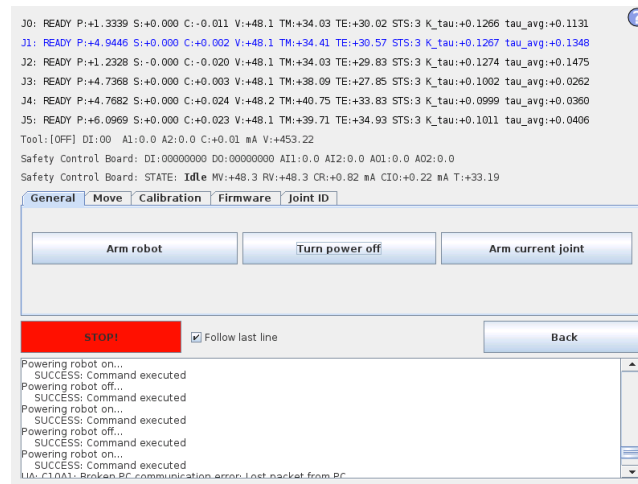 J0: READY P:+1.3339 S:+0.000 C:-0.011 V:+48.1 TM:+34.03 TE:+30.02 STS:3 K_tau:+0.1266 tau_avg:+0.1131
J1: READY P:+4.9446 S:+0.000 C:+0.002 V:+48.1 TM:+34.41 TE:+30.57 STS:3 K_tau:+0.1267 tau_avg:+0.1348
J2: READY P:+1.2328 S:-0.000 C:-0.020 V:+48.1 TM:+34.03 TE:+29.83 STS:3 K_tau:+0.1274 tau_avg:+0.1475
J3: READY P:+4.7368 S:+0.000 C:+0.003 V:+48.1 TM:+38.09 TE:+27.85 STS:3 K_tau:+0.1002 tau_avg:+0.0262
J4: READY P:+4.7682 S:+0.000 C:+0.024 V:+48.2 TM:+40.75 TE:+33.83 STS:3 K_tau:+0.0999 tau_avg:+0.0360
J5: READY P:+6.0969 S:+0.000 C:+0.023 V:+48.1 TM:+39.71 TE:+34.93 STS:3 K_tau:+0.1011 tau_avg:+0.0406
Tool:[OFF] DI:00 A1:0.0 A2:0.0 C:+0.01 mA V:+453.22
Safety Control Board: DI:00000000 DO:00000000 AI1:0.0 AI2:0.0 AO1:0.0 AO2:0.0
Safety Control Board: STATE: Idle MV:+48.3 RV:+48.3 CR:+0.82 mA CIO:+0.22 mA T:+33.19
General Move Calibration Firmware Joint ID
Arm robot Turn power off Arm current joint
STOP! Follow last line Back
Powering robot on...
SUCCESS: Command executed
Powering robot off...
SUCCESS: Command executed
Powering robot on...
SUCCESS: Command executed
Powering robot off...
SUCCESS: Command executed
Powering robot on...
SUCCESS: Command executed
UA: C10A1: Broken PC communication error: Lost packet from PC